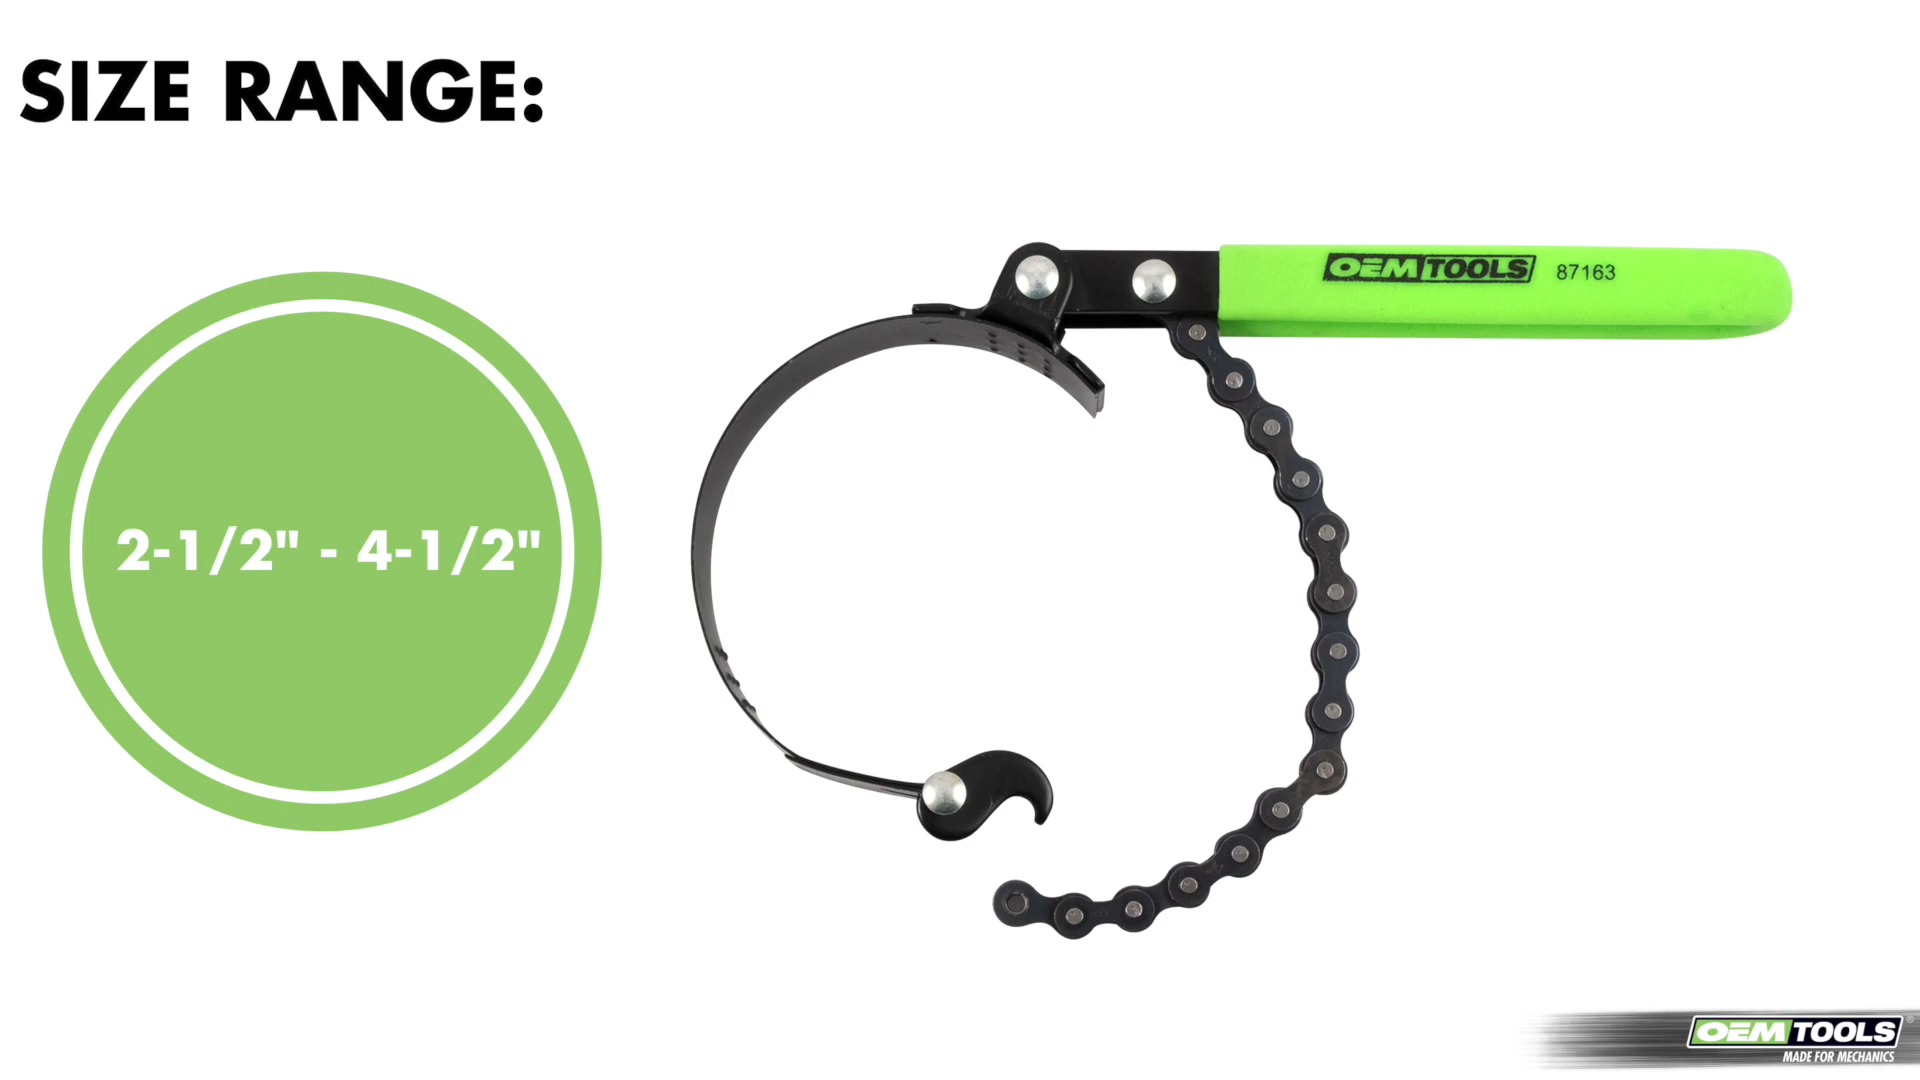 SIZE RANGE:
OEMTOOLS 87163
2-1/2" - 4-1/2"
OEMTOOLS®
MADE FOR MECHANICS